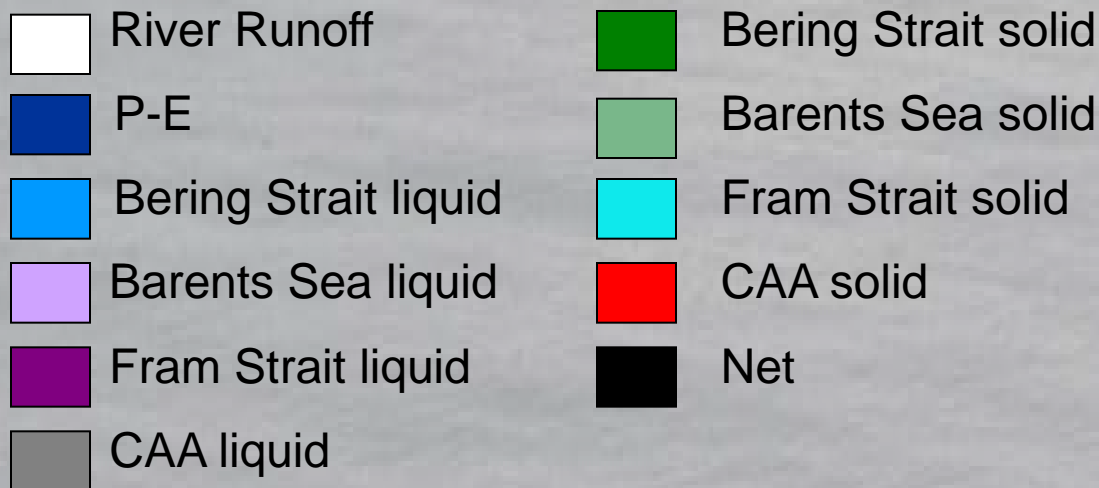 River Runoff
P-E
Bering Strait liquid
Barents Sea liquid
Fram Strait liquid
CAA liquid
Bering Strait solid
Barents Sea solid
Fram Strait solid
CAA solid
Net